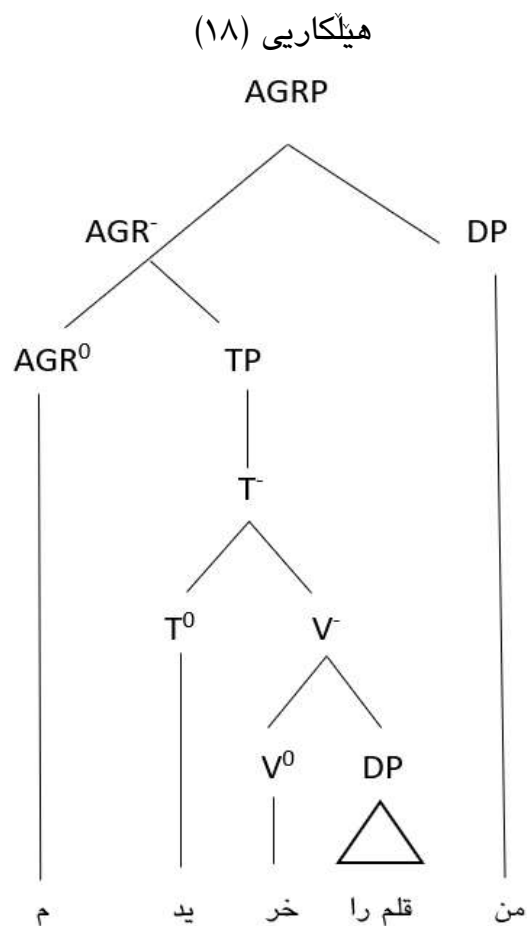 هێڵکاریی (١٨)
AGRP
AGR⁻ DP
AGR⁰ TP
T⁻
T⁰ V⁻
V⁰ DP
من قلم را خر ید م